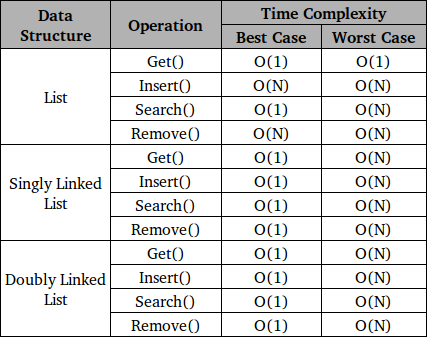 Data Structure Operation Time Complexity
Best Case Worst Case
List Get() O(1) O(1)
Insert() O(N) O(N)
Search() O(1) O(N)
Remove() O(N) O(N)
Singly Linked List Get() O(1) O(N)
Insert() O(1) O(N)
Search() O(1) O(N)
Remove() O(1) O(N)
Doubly Linked List Get() O(1) O(N)
Insert() O(1) O(N)
Search() O(1) O(N)
Remove() O(1) O(N)